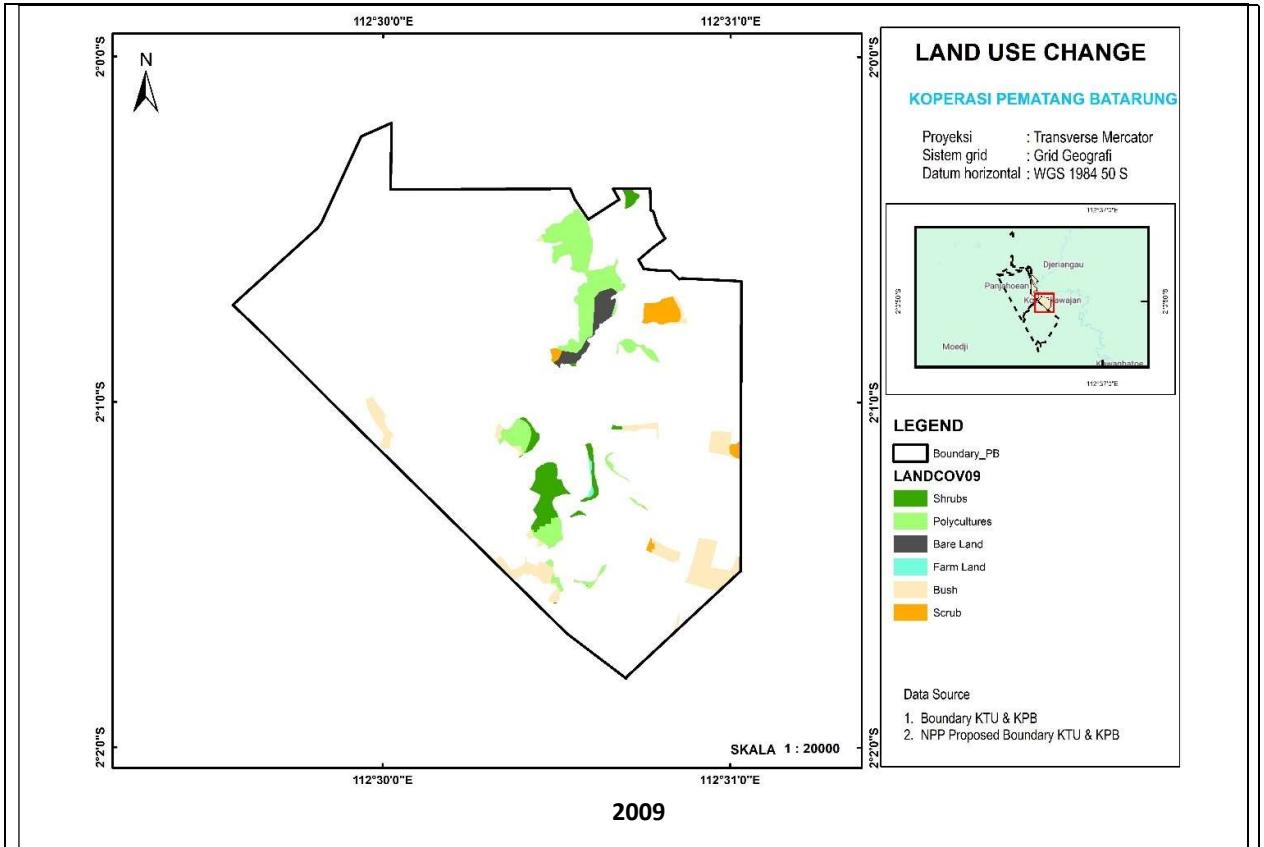 112°30'0"E
112°31'0"E
2°0'0"S
2°0'0"S
N
2°1'0"S
2°1'0"S
2°2'0"S
2°2'0"S
SKALA 1 : 20000
112°30'0"E
112°31'0"E
2009
LAND USE CHANGE
KOPERASI PEMATANG BATARUNG
Proyeksi : Transverse Mercator
Sistem grid : Grid Geografi
Datum horizontal : WGS 1984 50 S
Djeriangau
Panjahoean
Moedji
LEGEND
Boundary_PB
LANDCOV09
Shrubs
Polycultures
Bare Land
Farm Land
Bush
Scrub
Data Source
1. Boundary KTU & KPB
2. NPP Proposed Boundary KTU & KPB